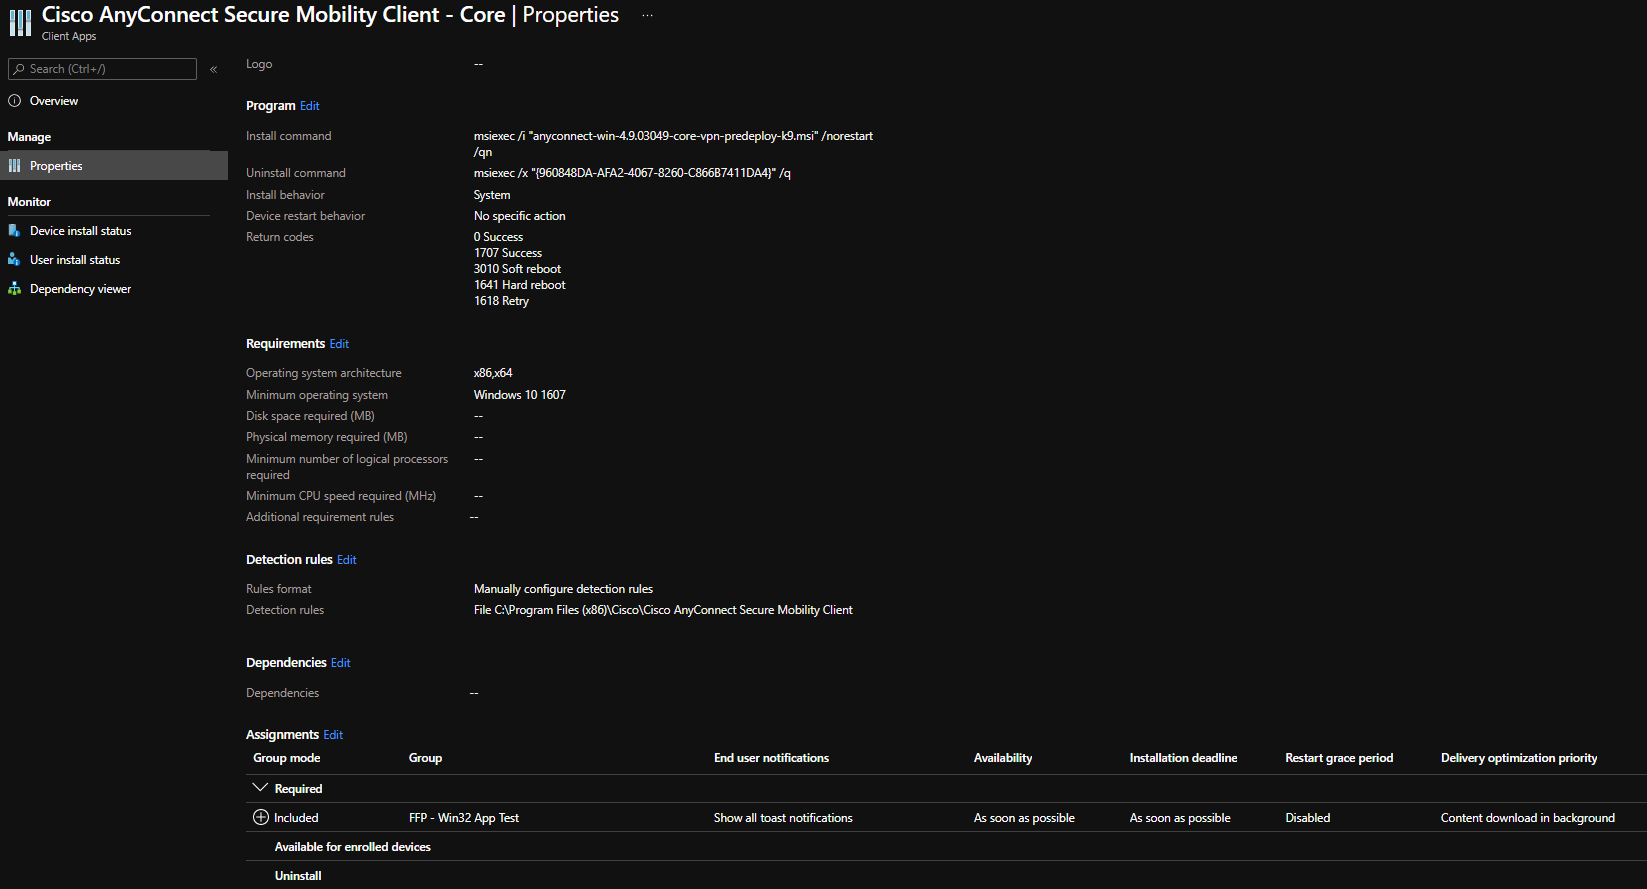 Cisco AnyConnect Secure Mobility Client - Core | Properties ...
Client Apps
Search (Ctrl+/) «
Overview
Manage
Properties
Monitor
Device install status
User install status
Dependency viewer
Logo --
Program Edit
Install command msiexec /i "anyconnect-win-4.9.03049-core-vpn-predeploy-k9.msi" /norestart
/qn
Uninstall command msiexec /x "{960848DA-AFA2-4067-8260-C866B7411DA4}" /q
Install behavior System
Device restart behavior No specific action
Return codes 0 Success
1707 Success
3010 Soft reboot
1641 Hard reboot
1618 Retry
Requirements Edit
Operating system architecture x86,x64
Minimum operating system Windows 10 1607
Disk space required (MB) --
Physical memory required (MB) --
Minimum number of logical processors --
required
Minimum CPU speed required (MHz) --
Additional requirement rules --
Detection rules Edit
Rules format Manually configure detection rules
Detection rules File C:\Program Files (x86)\Cisco\Cisco AnyConnect Secure Mobility Client
Dependencies Edit
Dependencies --
Assignments Edit
Group mode Group End user notifications Availability Installation deadline Restart grace period Delivery optimization priority
Required
Included FFP - Win32 App Test Show all toast notifications As soon as possible As soon as possible Disabled Content download in background
Available for enrolled devices
Uninstall